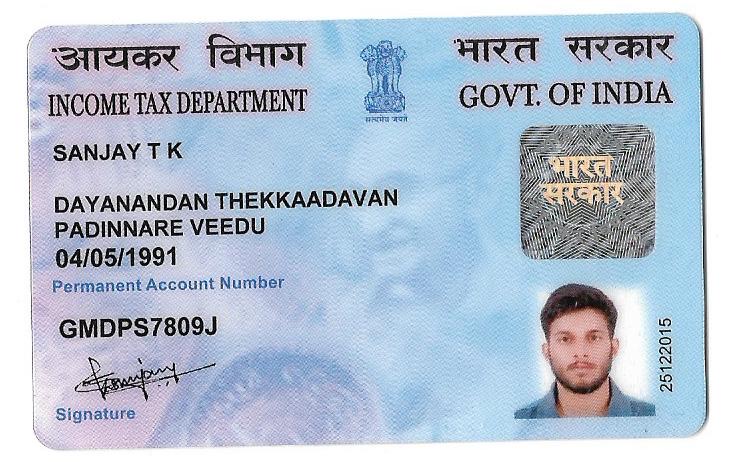 आयकर विभाग
INCOME TAX DEPARTMENT
भारत सरकार
GOVT. OF INDIA
सत्यमेव जयते
SANJAY T K
DAYANANDAN THEKKAADAVAN
PADINNARE VEEDU
04/05/1991
Permanent Account Number
GMDPS7809J
Signature
भारत
सरकार
25122015